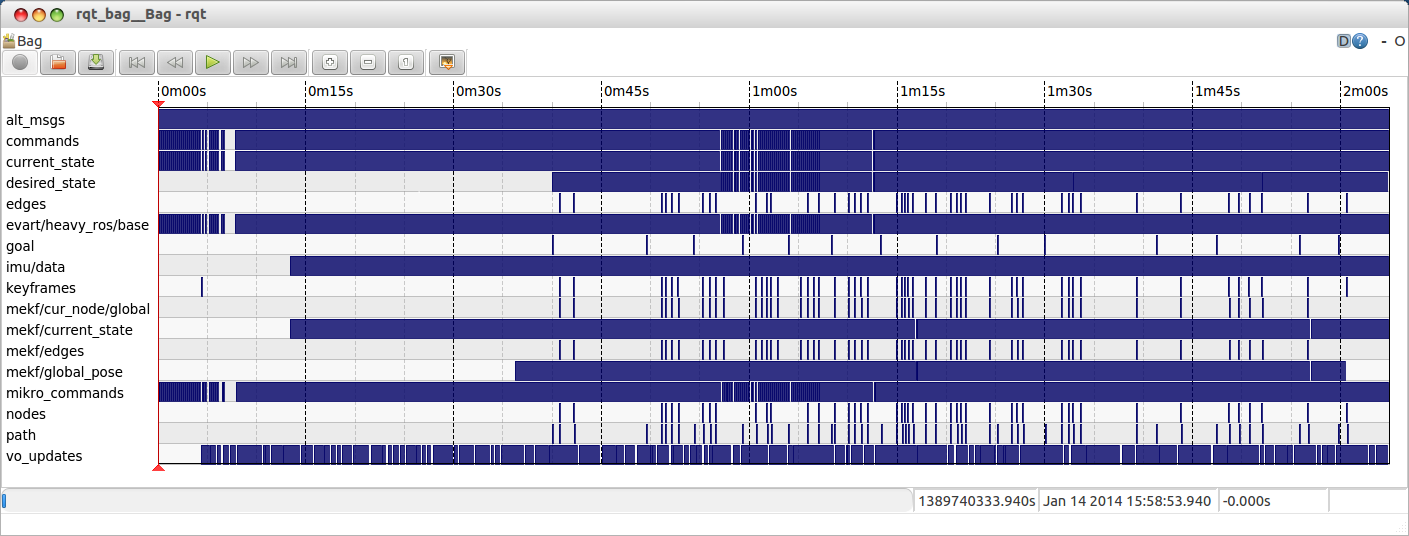 rqt_bag__Bag - rqt
Bag
D ? - O
0m00s 0m15s 0m30s 0m45s 1m00s 1m15s 1m30s 1m45s 2m00s
alt_msgs
commands
current_state
desired_state
edges
evart/heavy_ros/base
goal
imu/data
keyframes
mekf/cur_node/global
mekf/current_state
mekf/edges
mekf/global_pose
mikro_commands
nodes
path
vo_updates
1389740333.940s Jan 14 2014 15:58:53.940 -0.000s